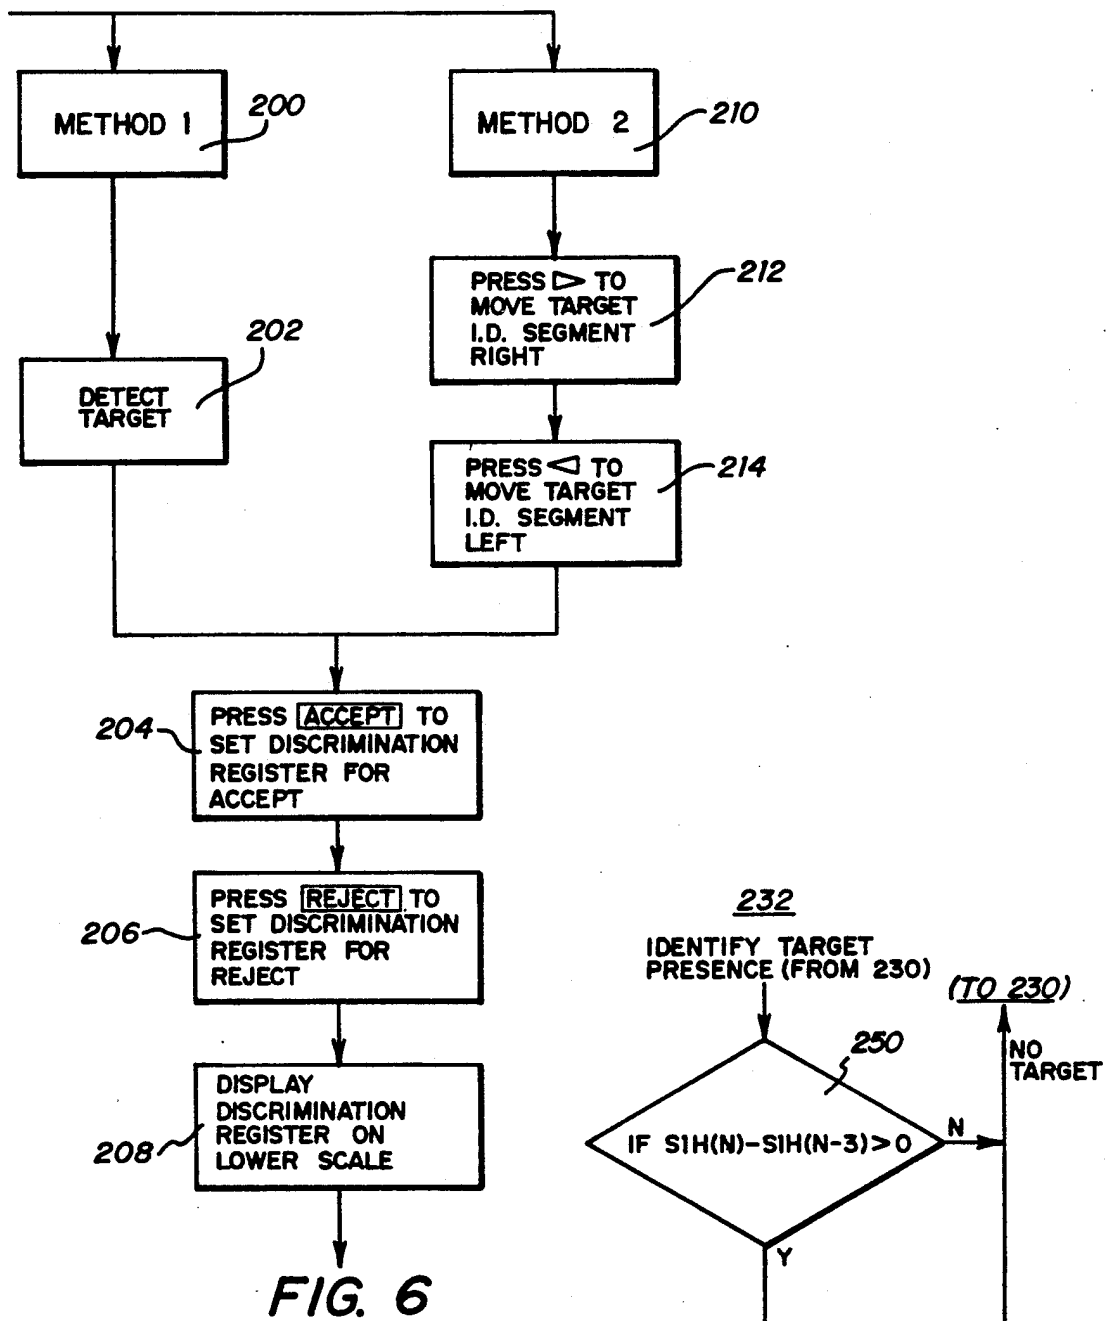 METHOD 1
200
METHOD 2
210
PRESS ▷ TO
MOVE TARGET
I.D. SEGMENT
RIGHT
212
DETECT
TARGET
202
PRESS ◁ TO
MOVE TARGET
I.D. SEGMENT
LEFT
214
204
PRESS ACCEPT TO
SET DISCRIMINATION
REGISTER FOR
ACCEPT
206
PRESS REJECT TO
SET DISCRIMINATION
REGISTER FOR
REJECT
208
DISPLAY
DISCRIMINATION
REGISTER ON
LOWER SCALE
FIG. 6
232
IDENTIFY TARGET
PRESENCE (FROM 230)
(TO 230)
NO
TARGET
250
IF S1H(N)-S1H(N-3)>0
N
Y